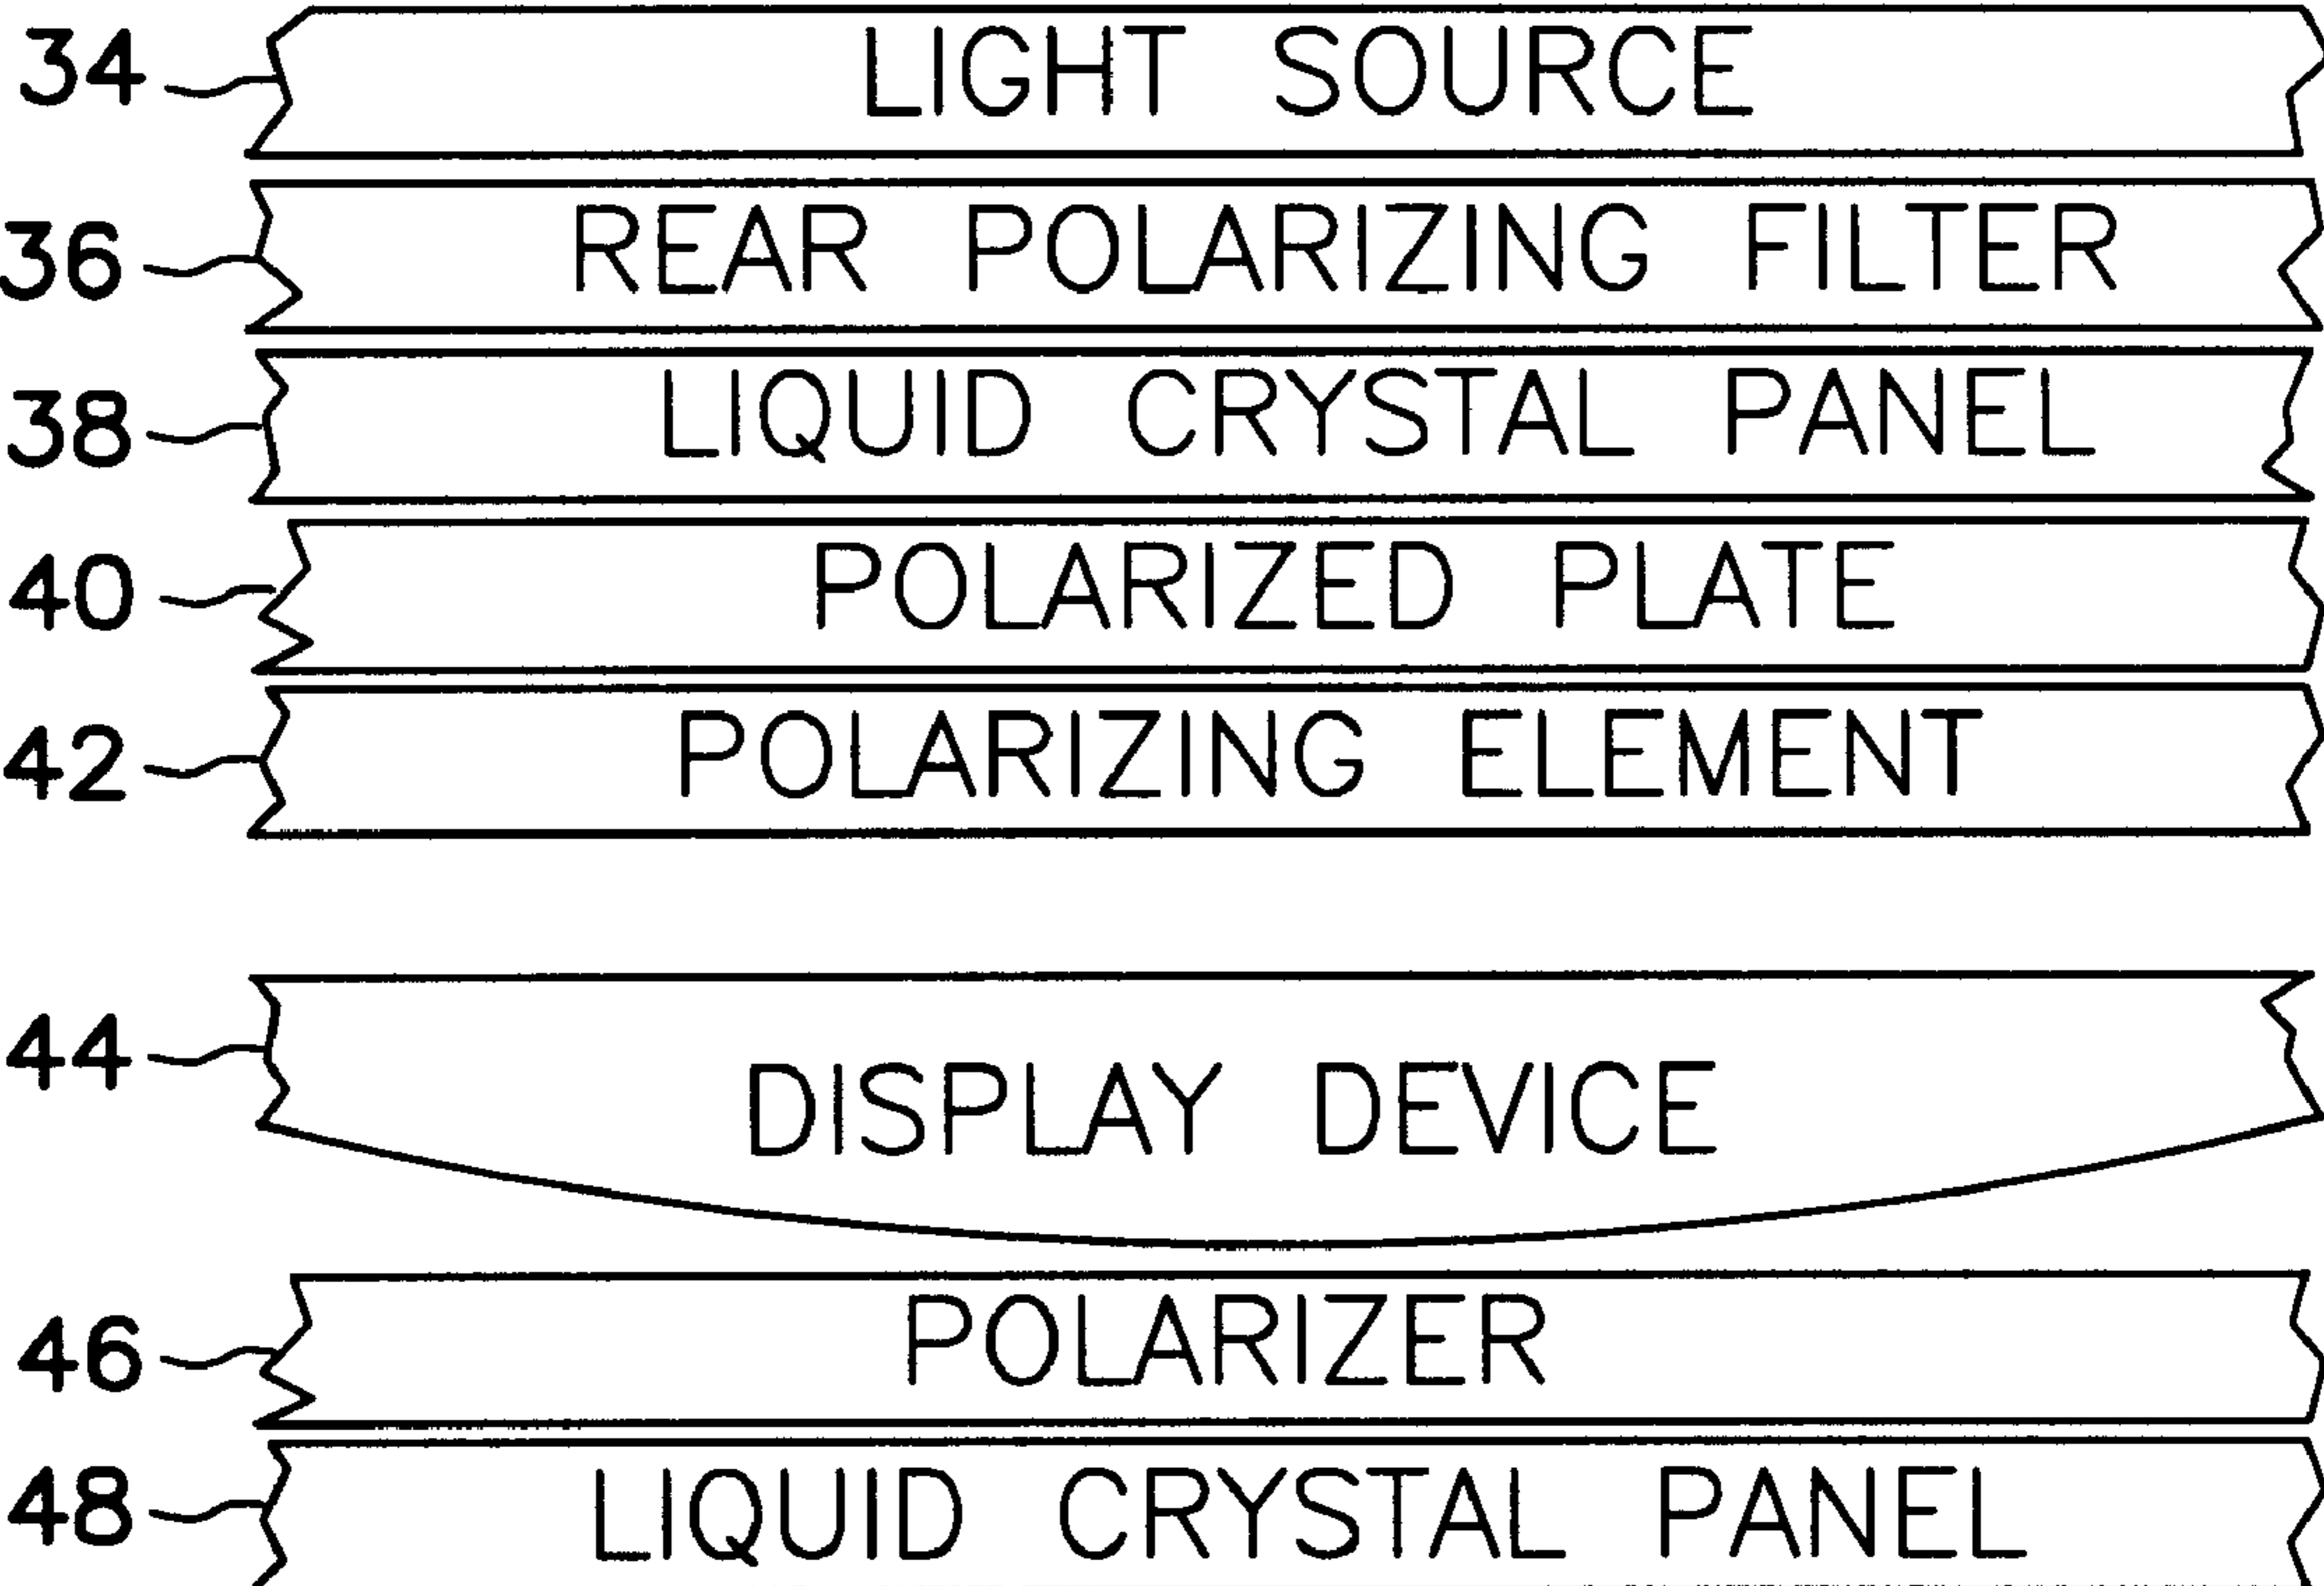 34 LIGHT SOURCE
36 REAR POLARIZING FILTER
38 LIQUID CRYSTAL PANEL
40 POLARIZED PLATE
42 POLARIZING ELEMENT
44 DISPLAY DEVICE
46 POLARIZER
48 LIQUID CRYSTAL PANEL